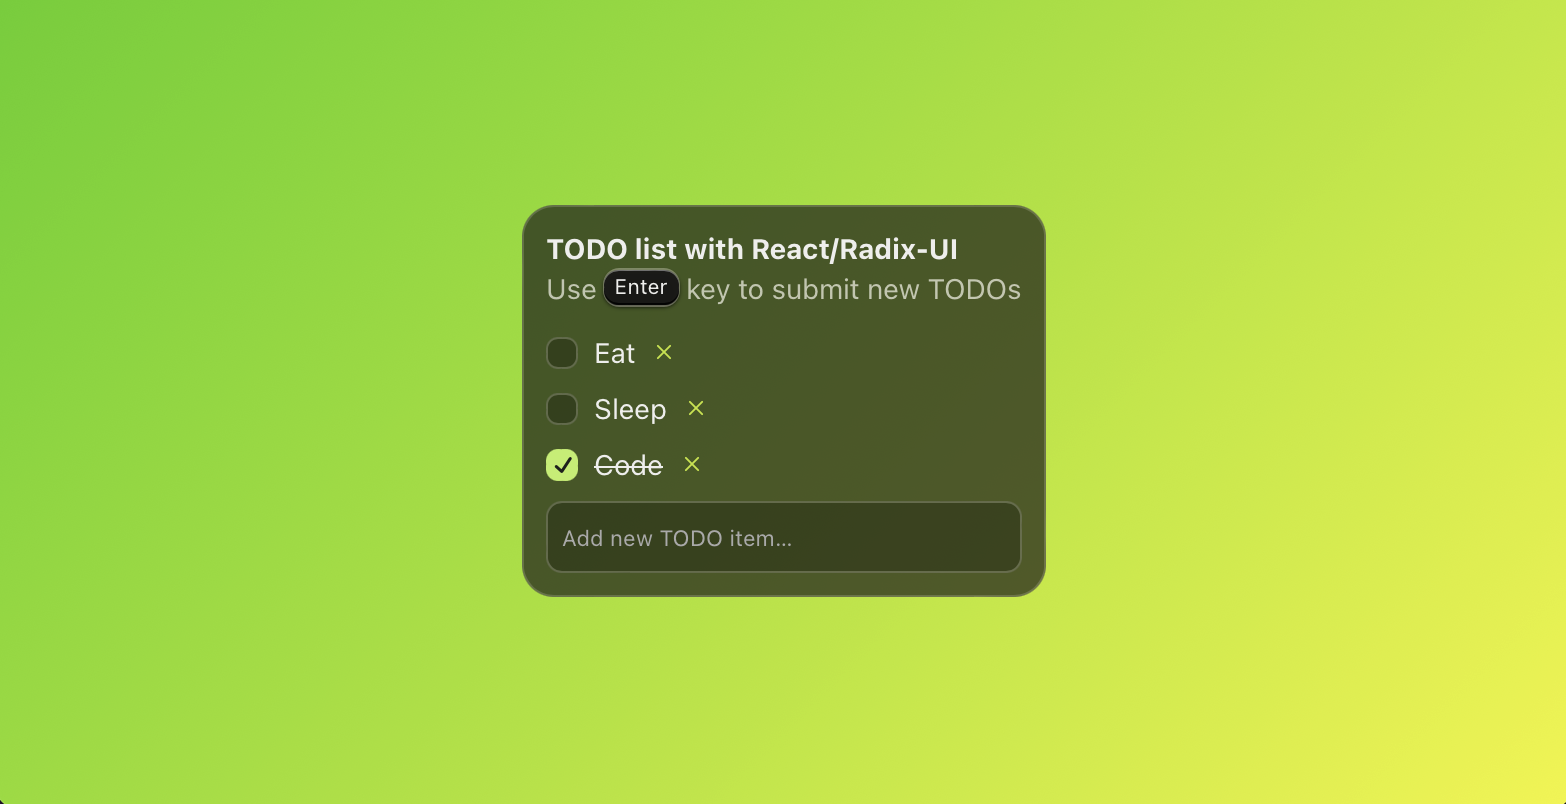 TODO list with React/Radix-UI
Use Enter key to submit new TODOs
Eat
Sleep
Code
Add new TODO item...